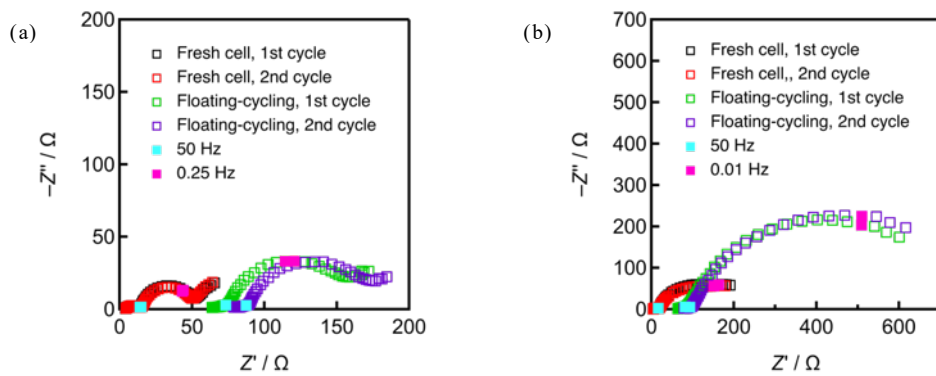 (a)
200
150
100
50
0
−Z″ / Ω
Fresh cell, 1st cycle
Fresh cell, 2nd cycle
Floating-cycling, 1st cycle
Floating-cycling, 2nd cycle
50 Hz
0.25 Hz
0 50 100 150 200
Z′ / Ω
(b)
700
600
500
400
300
200
100
0
−Z″ / Ω
Fresh cell, 1st cycle
Fresh cell,, 2nd cycle
Floating-cycling, 1st cycle
Floating-cycling, 2nd cycle
50 Hz
0.01 Hz
0 200 400 600
Z′ / Ω